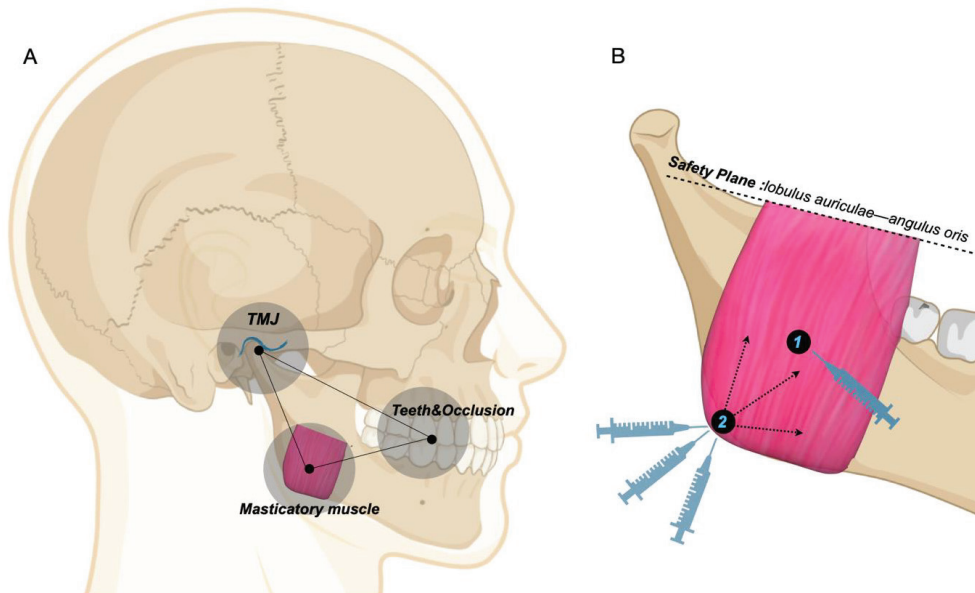 A
TMJ
Teeth&Occlusion
Masticatory muscle
B
Safety Plane :lobulus auriculae—angulus oris
1
2